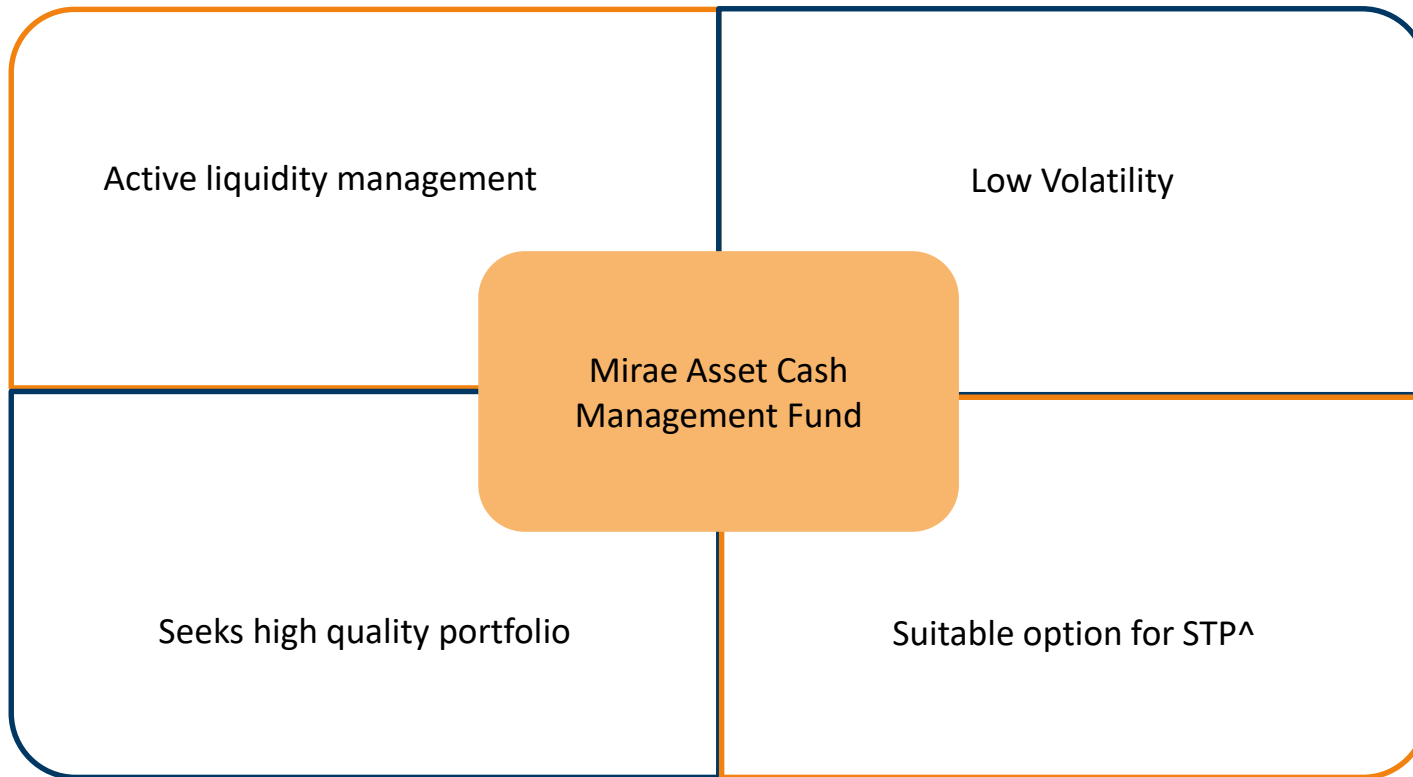 Active liquidity management
Low Volatility
Mirae Asset Cash
Management Fund
Seeks high quality portfolio
Suitable option for STP^